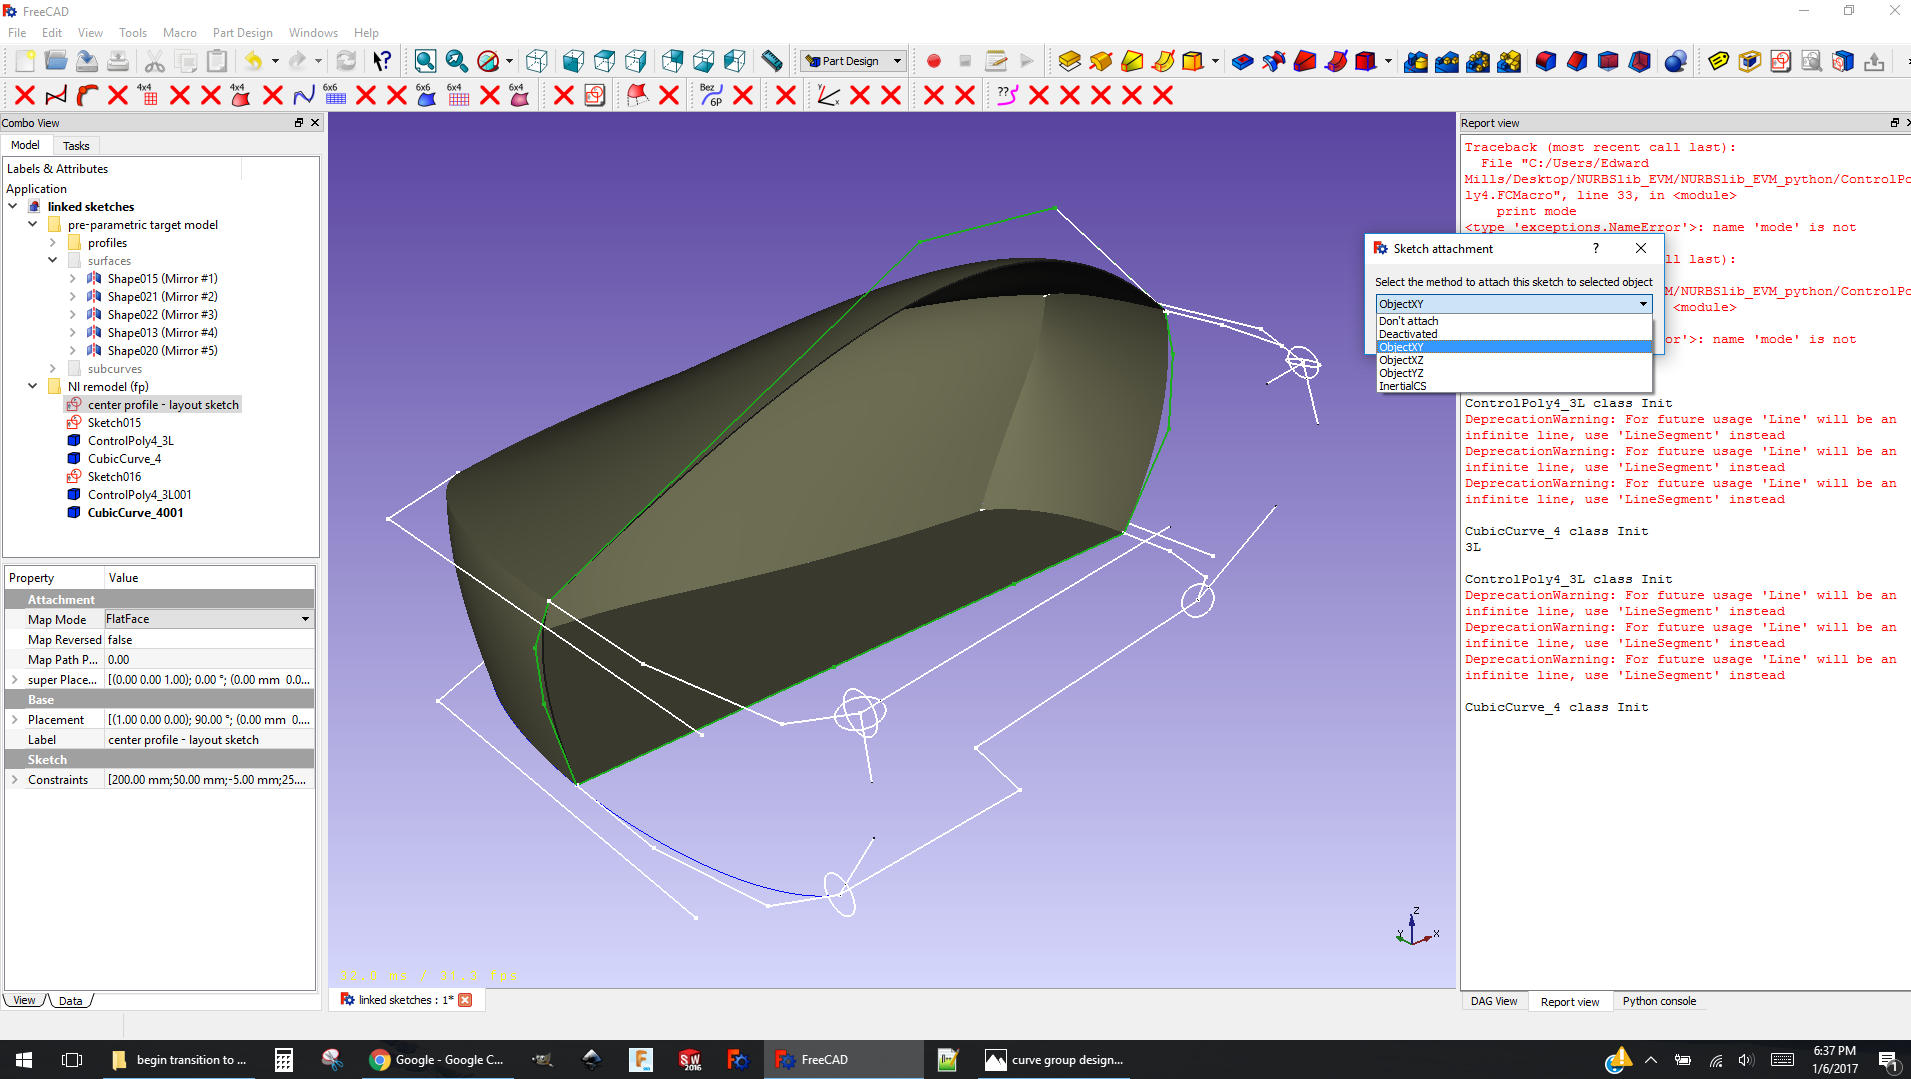 FreeCAD
File Edit View Tools Macro Part Design Windows Help
Part Design
4x4 4x4 6x6 6x6 6x4 6x4 Bez 6P y x ??
Combo View
Model Tasks
Labels & Attributes
Application
linked sketches
pre-parametric target model
profiles
surfaces
Shape015 (Mirror #1)
Shape021 (Mirror #2)
Shape022 (Mirror #3)
Shape013 (Mirror #4)
Shape020 (Mirror #5)
subcurves
NI remodel (fp)
center profile - layout sketch
Sketch015
ControlPoly4_3L
CubicCurve_4
Sketch016
ControlPoly4_3L001
CubicCurve_4001
Property Value
Attachment
Map Mode FlatFace
Map Reversed false
Map Path P... 0.00
super Place... [(0.00 0.00 1.00); 0.00 °; (0.00 mm 0.0...
Base
Placement [(1.00 0.00 0.00); 90.00 °; (0.00 mm 0....
Label center profile - layout sketch
Sketch
Constraints [200.00 mm;50.00 mm;-5.00 mm;25....
View Data
Z
Y X
linked sketches : 1*
Report view
Traceback (most recent call last):
File "C:/Users/Edward
Mills/Desktop/NURBSlib_EVM/NURBSlib_EVM_python/ControlPo
ly4.FCMacro", line 33, in <module>
print mode
<type 'exceptions.NameError'>: name 'mode' is not
Sketch attachment ?
ll last):
Select the method to attach this sketch to selected object
M/NURBSlib_EVM_python/ControlPo
ObjectXY
<module>
Don't attach
Deactivated
ObjectXY
r'>: name 'mode' is not
ObjectXZ
ObjectYZ
InertialCS
ControlPoly4_3L class Init
DeprecationWarning: For future usage 'Line' will be an
infinite line, use 'LineSegment' instead
DeprecationWarning: For future usage 'Line' will be an
infinite line, use 'LineSegment' instead
DeprecationWarning: For future usage 'Line' will be an
infinite line, use 'LineSegment' instead
CubicCurve_4 class Init
3L
ControlPoly4_3L class Init
DeprecationWarning: For future usage 'Line' will be an
infinite line, use 'LineSegment' instead
DeprecationWarning: For future usage 'Line' will be an
infinite line, use 'LineSegment' instead
DeprecationWarning: For future usage 'Line' will be an
infinite line, use 'LineSegment' instead
CubicCurve_4 class Init
DAG View Report view Python console
begin transition to ... Google - Google C... SW 2016 FreeCAD curve group design...
6:37 PM
1/6/2017
1